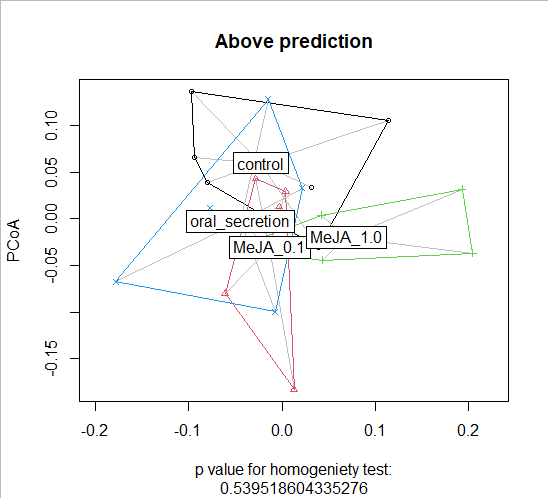 Above prediction
0.10
0.05
0.00
-0.05
-0.15
PCoA
control
oral_secretion
MeJA_0.1
MeJA_1.0
-0.2
-0.1
0.0
0.1
0.2
p value for homogeniety test:
0.539518604335276